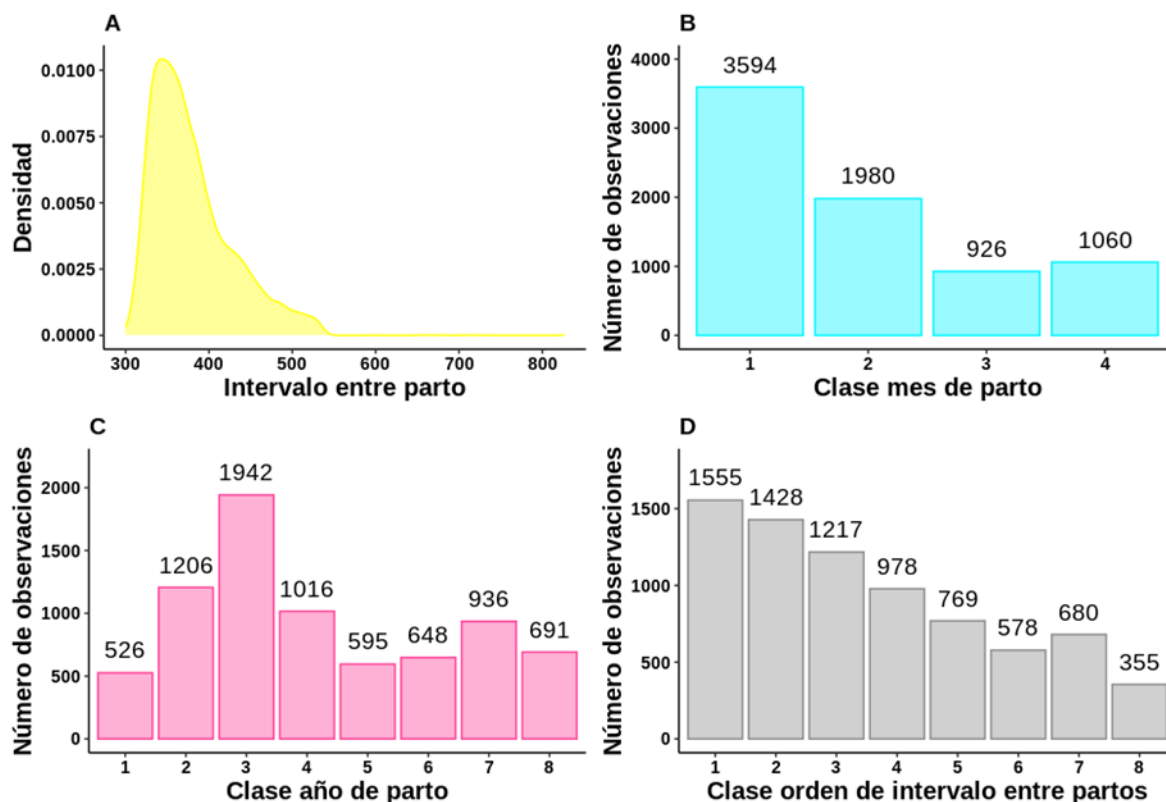 A
Densidad
0.0100
0.0075
0.0050
0.0025
0.0000
300 400 500 600 700 800
Intervalo entre parto
B
Número de observaciones
4000
3000
2000
1000
0
3594
1980
926
1060
1 2 3 4
Clase mes de parto
C
Número de observaciones
2000
1500
1000
500
0
526
1206
1942
1016
595
648
936
691
1 2 3 4 5 6 7 8
Clase año de parto
D
Número de observaciones
1500
1000
500
0
1555
1428
1217
978
769
578
680
355
1 2 3 4 5 6 7 8
Clase orden de intervalo entre partos